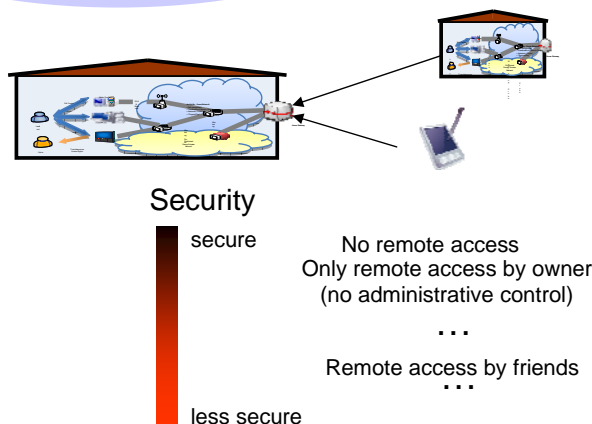 Security
secure
No remote access
Only remote access by owner
(no administrative control)
...
Remote access by friends
...
less secure